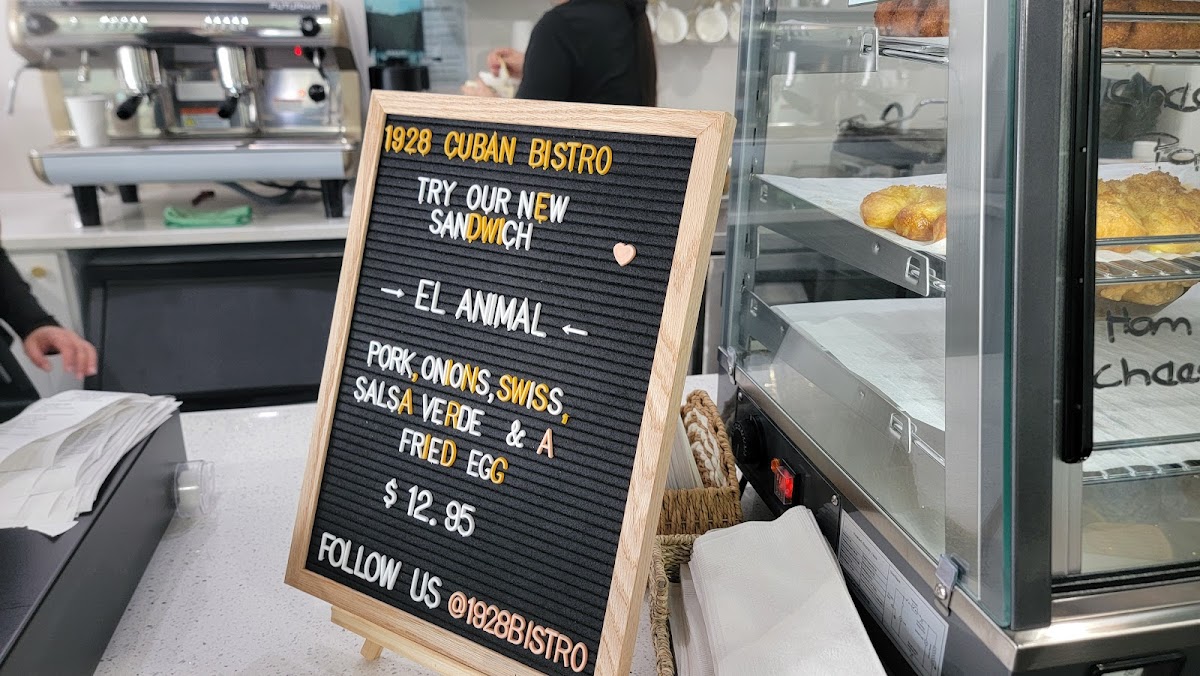 1928 CUBAN BISTRO
TRY OUR NEW
SANDWICH
→ EL ANIMAL ←
PORK, ONIONS, SWISS,
SALSA VERDE & A
FRIED EGG
$ 12.95
FOLLOW US @1928BISTRO
Ham